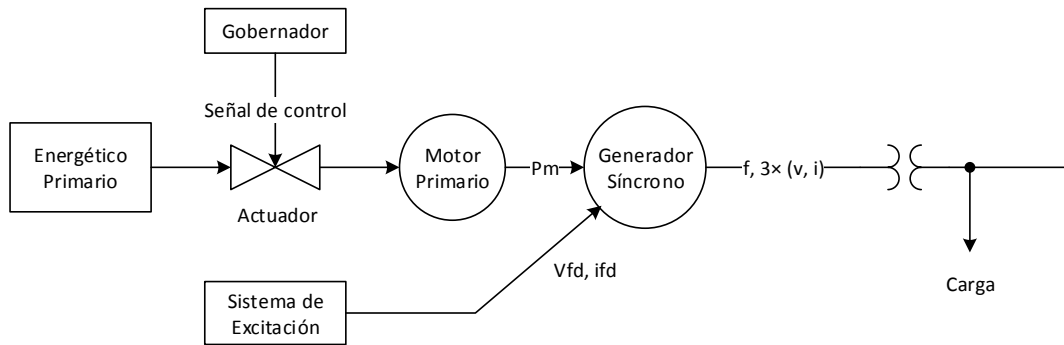 Gobernador
Señal de control
Energético
Primario
Actuador
Motor
Primario
Pm
Generador
Síncrono
f, 3× (v, i)
Vfd, ifd
Sistema de
Excitación
Carga